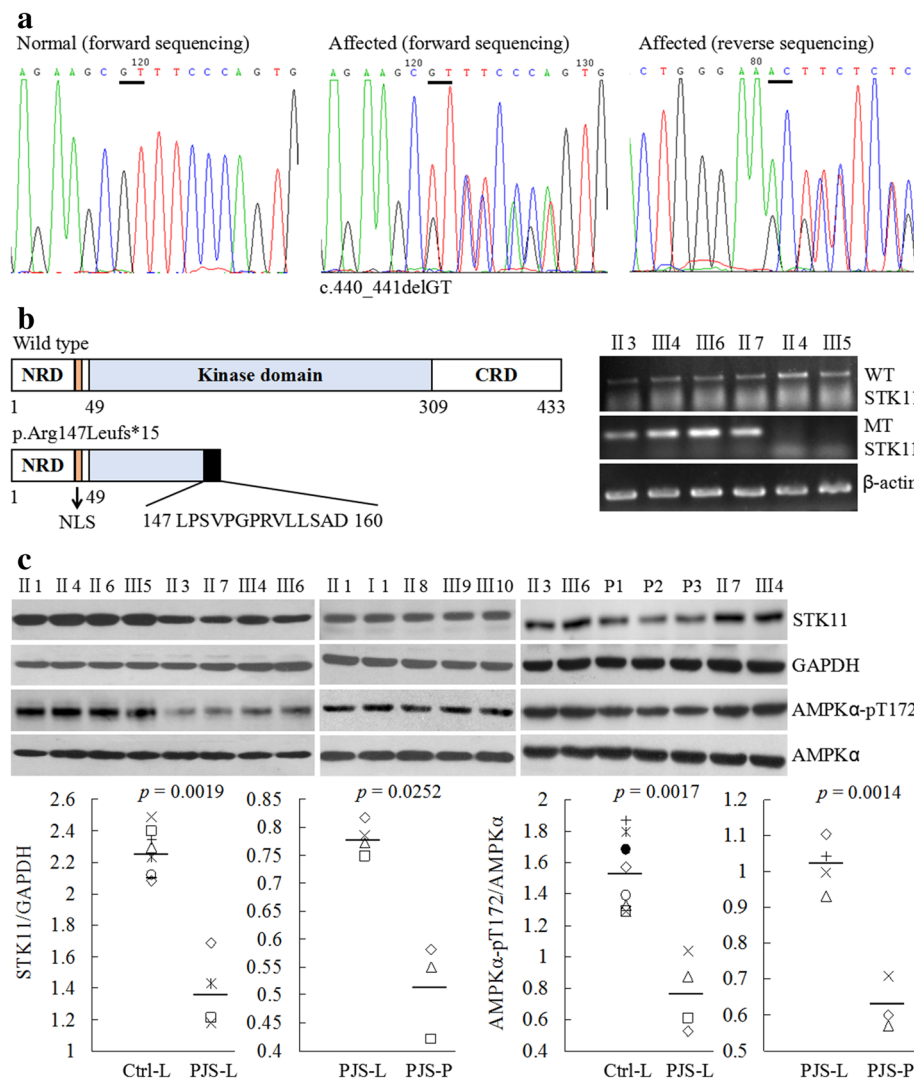 a
Normal (forward sequencing)
Affected (forward sequencing)
Affected (reverse sequencing)
120
A G A A G C G T T T C C C A G T G
120 130
A G A A G C G T T T C C C A G T G
80
C T G G G A A A C T T C T C T C
c.440_441delGT
b
Wild type
NRD Kinase domain CRD
1 49 309 433
p.Arg147Leufs*15
NRD
1 49
NLS
147 LPSVPGPRVLLSAD 160
II 3 III4 III6 II 7 II 4 III5
WT
STK11
MT
STK11
β-actin
c
II 1 II 4 II 6 III5 II 3 II 7 III4 III6
II 1 I 1 II 8 III9 III10
II 3 III6 P1 P2 P3 II 7 III4
STK11
GAPDH
AMPKα-pT172
AMPKα
STK11/GAPDH
p = 0.0019
2.6
2.4
2.2
2
1.8
1.6
1.4
1.2
1
Ctrl-L PJS-L
p = 0.0252
0.85
0.8
0.75
0.7
0.65
0.6
0.55
0.5
0.45
0.4
PJS-L PJS-P
AMPKα-pT172/AMPKα
p = 0.0017
2
1.8
1.6
1.4
1.2
1
0.8
0.6
0.4
Ctrl-L PJS-L
p = 0.0014
1.2
1.1
1
0.9
0.8
0.7
0.6
0.5
PJS-L PJS-P